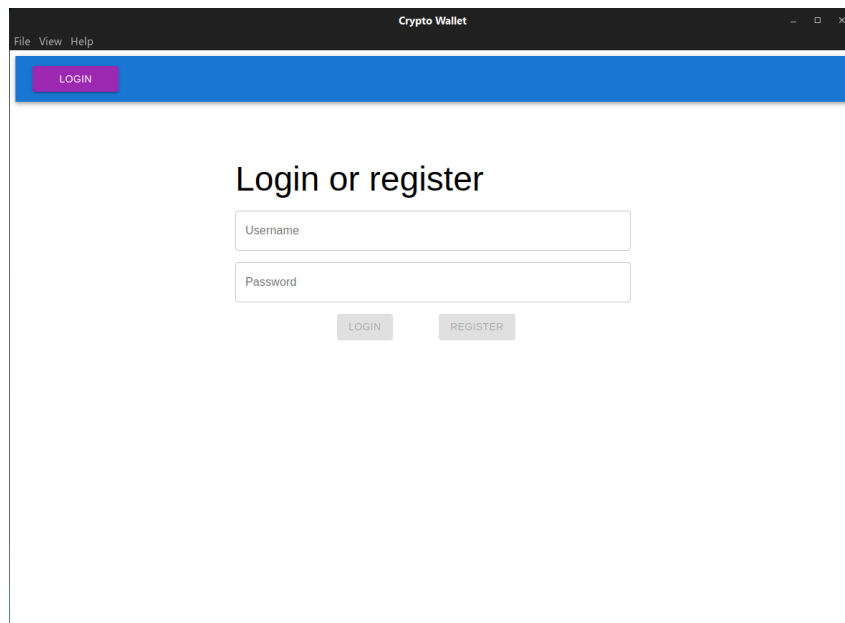 Crypto Wallet
File View Help
LOGIN
Login or register
Username
Password
LOGIN REGISTER